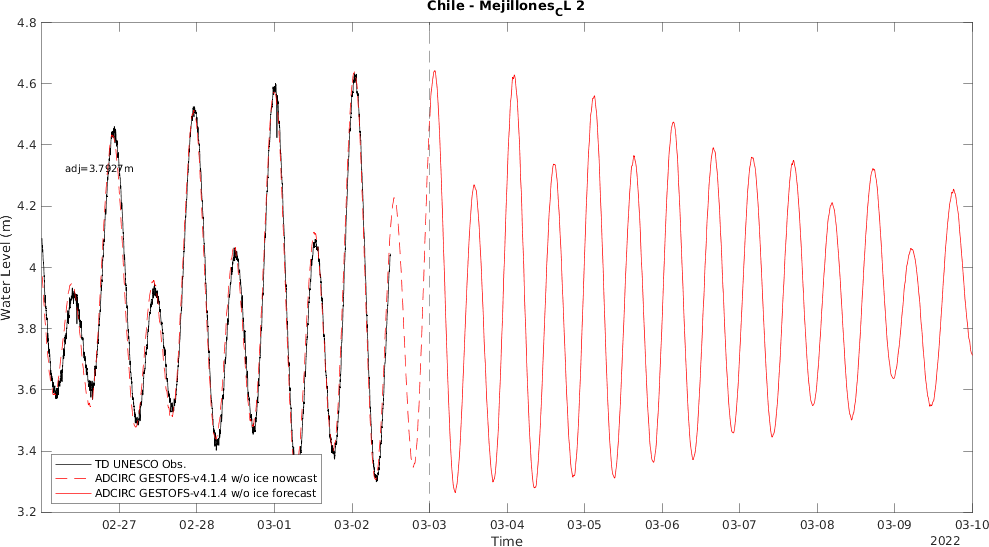 Chile - Mejillones_CL 2
4.8
4.6
4.4
4.2
4
3.8
3.6
3.4
3.2
Water Level (m)
adj=3.7927m
TD UNESCO Obs.
ADCIRC GESTOFS-v4.1.4 w/o ice nowcast
ADCIRC GESTOFS-v4.1.4 w/o ice forecast
02-27 02-28 03-01 03-02 03-03 03-04 03-05 03-06 03-07 03-08 03-09 03-10
Time
2022